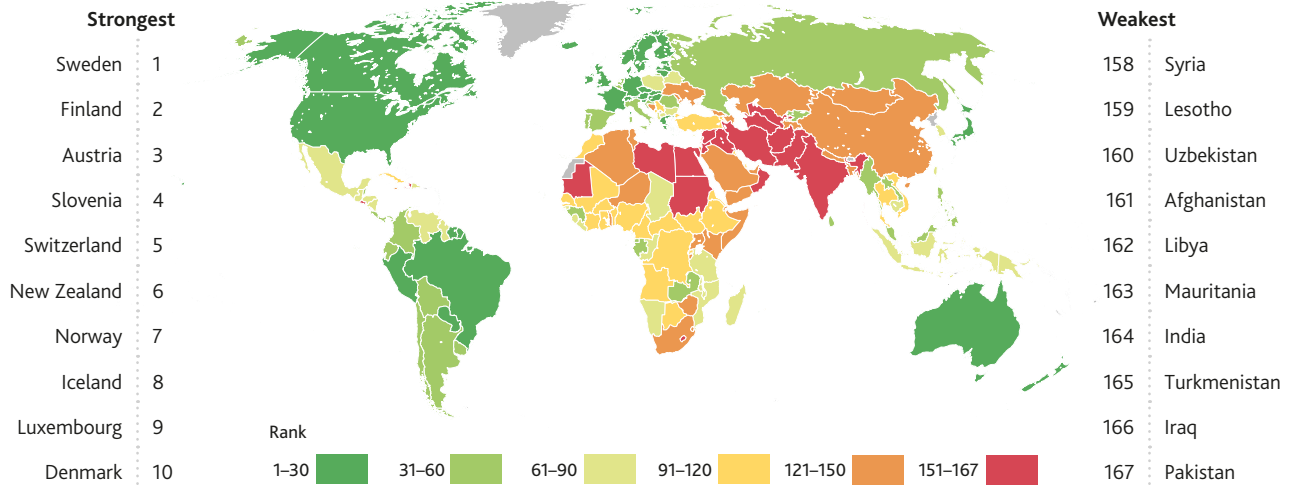 Strongest
Sweden 1
Finland 2
Austria 3
Slovenia 4
Switzerland 5
New Zealand 6
Norway 7
Iceland 8
Luxembourg 9
Denmark 10
Rank
1–30 31–60 61–90 91–120 121–150 151–167
Weakest
158 Syria
159 Lesotho
160 Uzbekistan
161 Afghanistan
162 Libya
163 Mauritania
164 India
165 Turkmenistan
166 Iraq
167 Pakistan